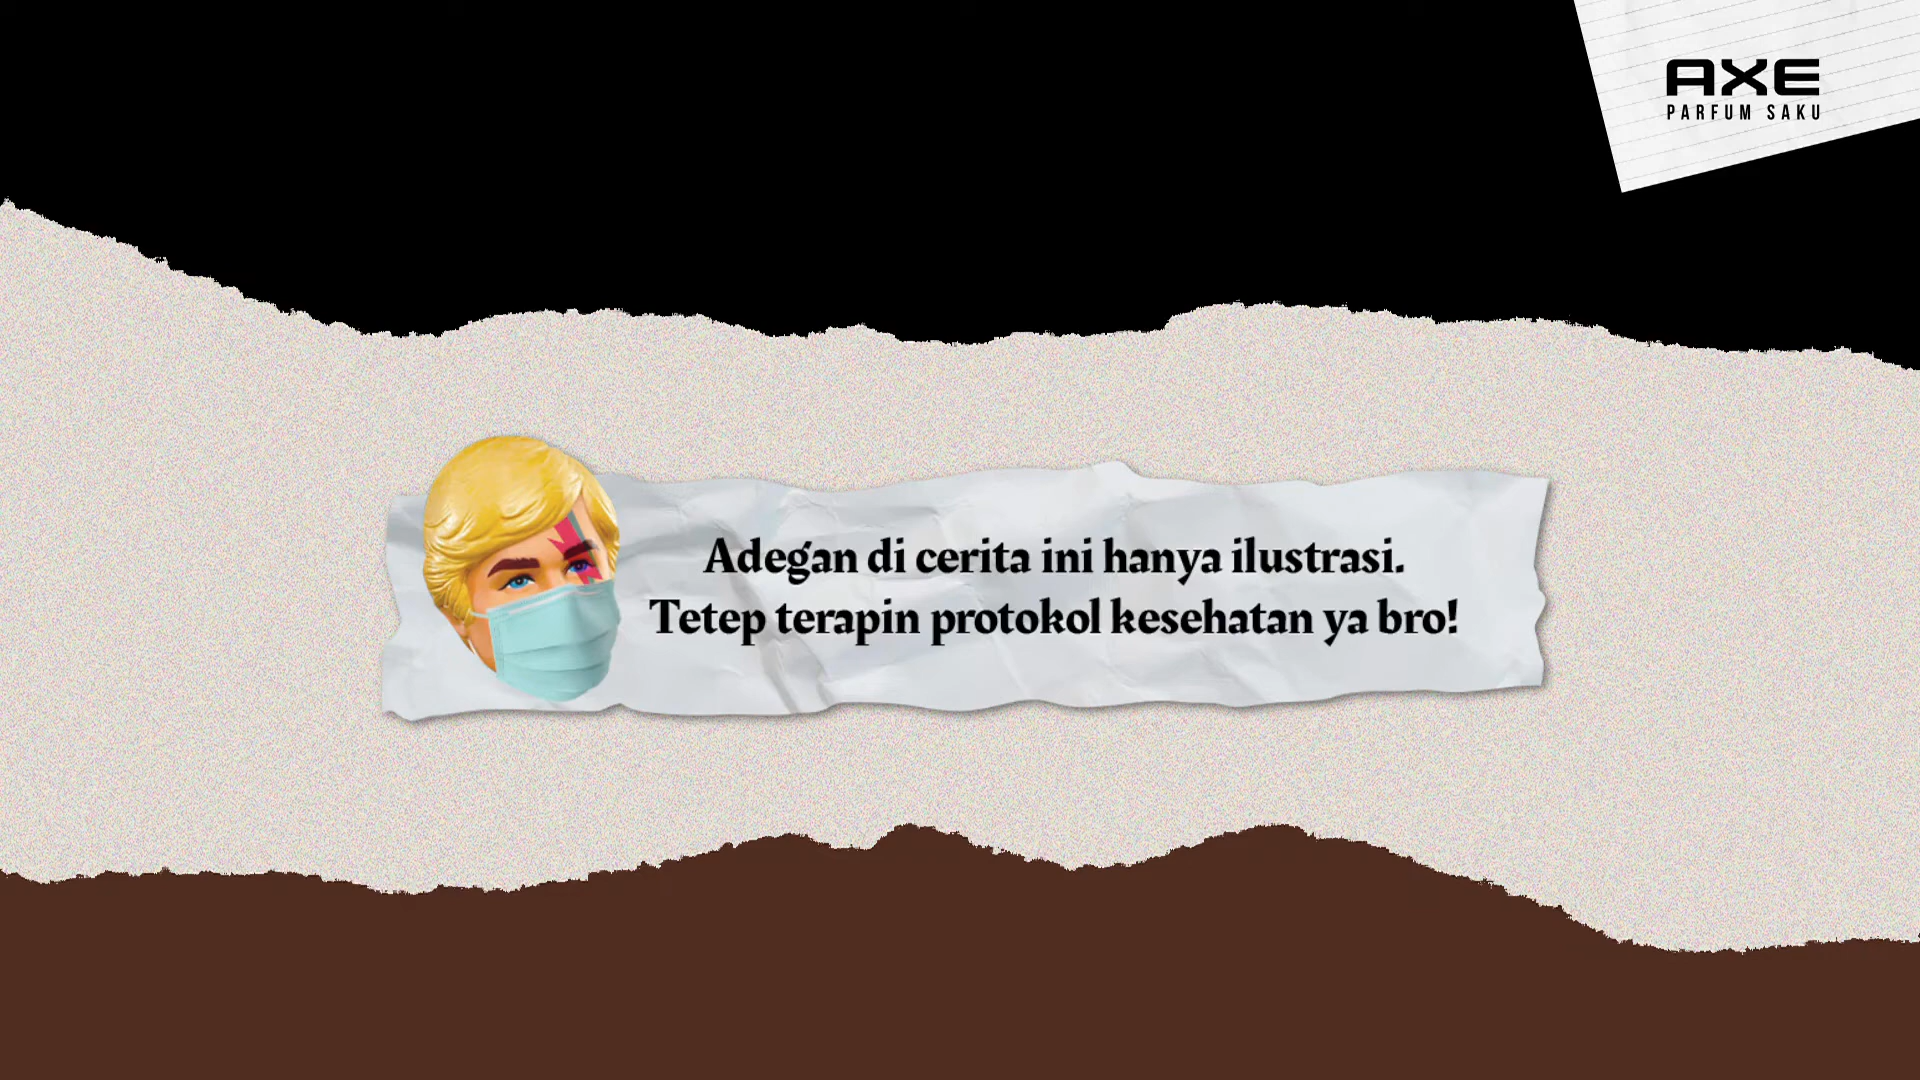 AXE
PARFUM SAKU
Adegan di cerita ini hanya ilustrasi.
Tetep terapin protokol kesehatan ya bro!